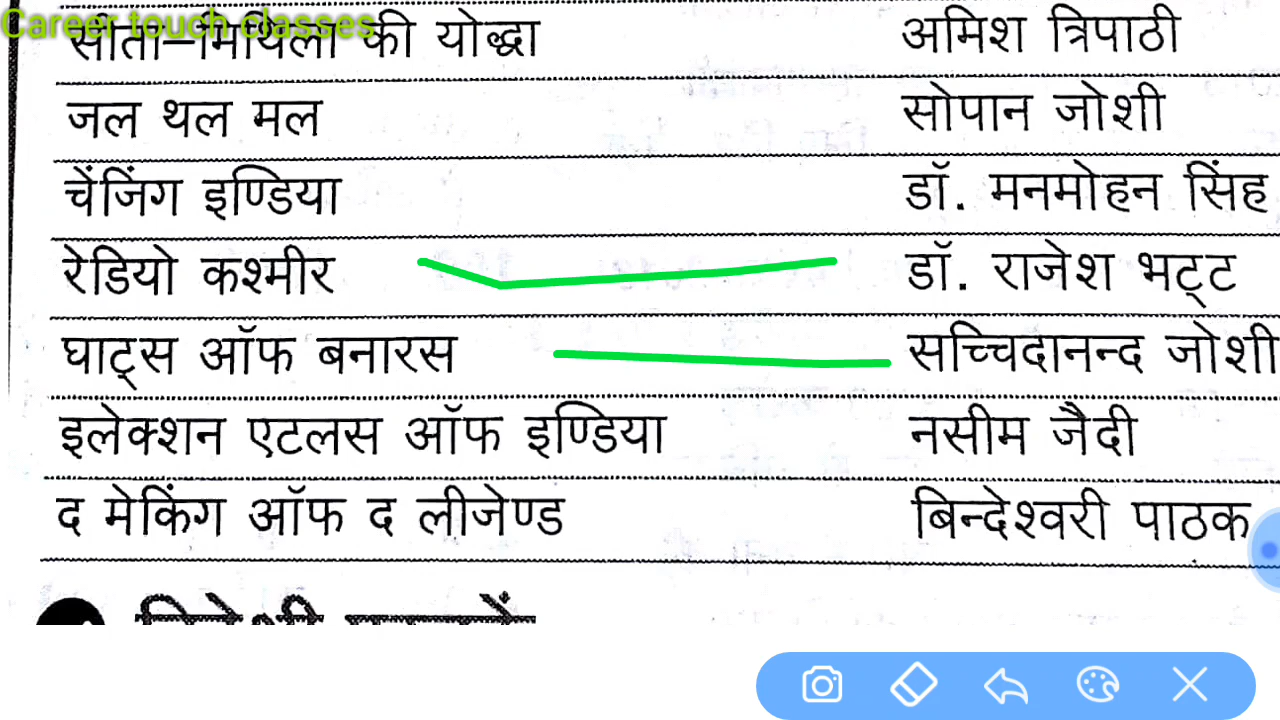 Career touch classes
सीता–मिथिला की योद्धा अमिश त्रिपाठी
जल थल मल सोपान जोशी
चेंजिंग इण्डिया डॉ. मनमोहन सिंह
रेडियो कश्मीर डॉ. राजेश भट्ट
घाट्स ऑफ बनारस सच्चिदानन्द जोशी
इलेक्शन एटलस ऑफ इण्डिया नसीम जैदी
द मेकिंग ऑफ द लीजेण्ड बिन्देश्वरी पाठक